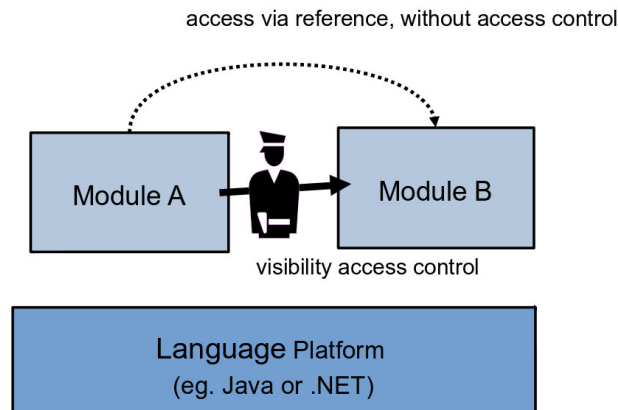 access via reference, without access control
Module A
Module B
visibility access control
Language Platform
(eg. Java or .NET)